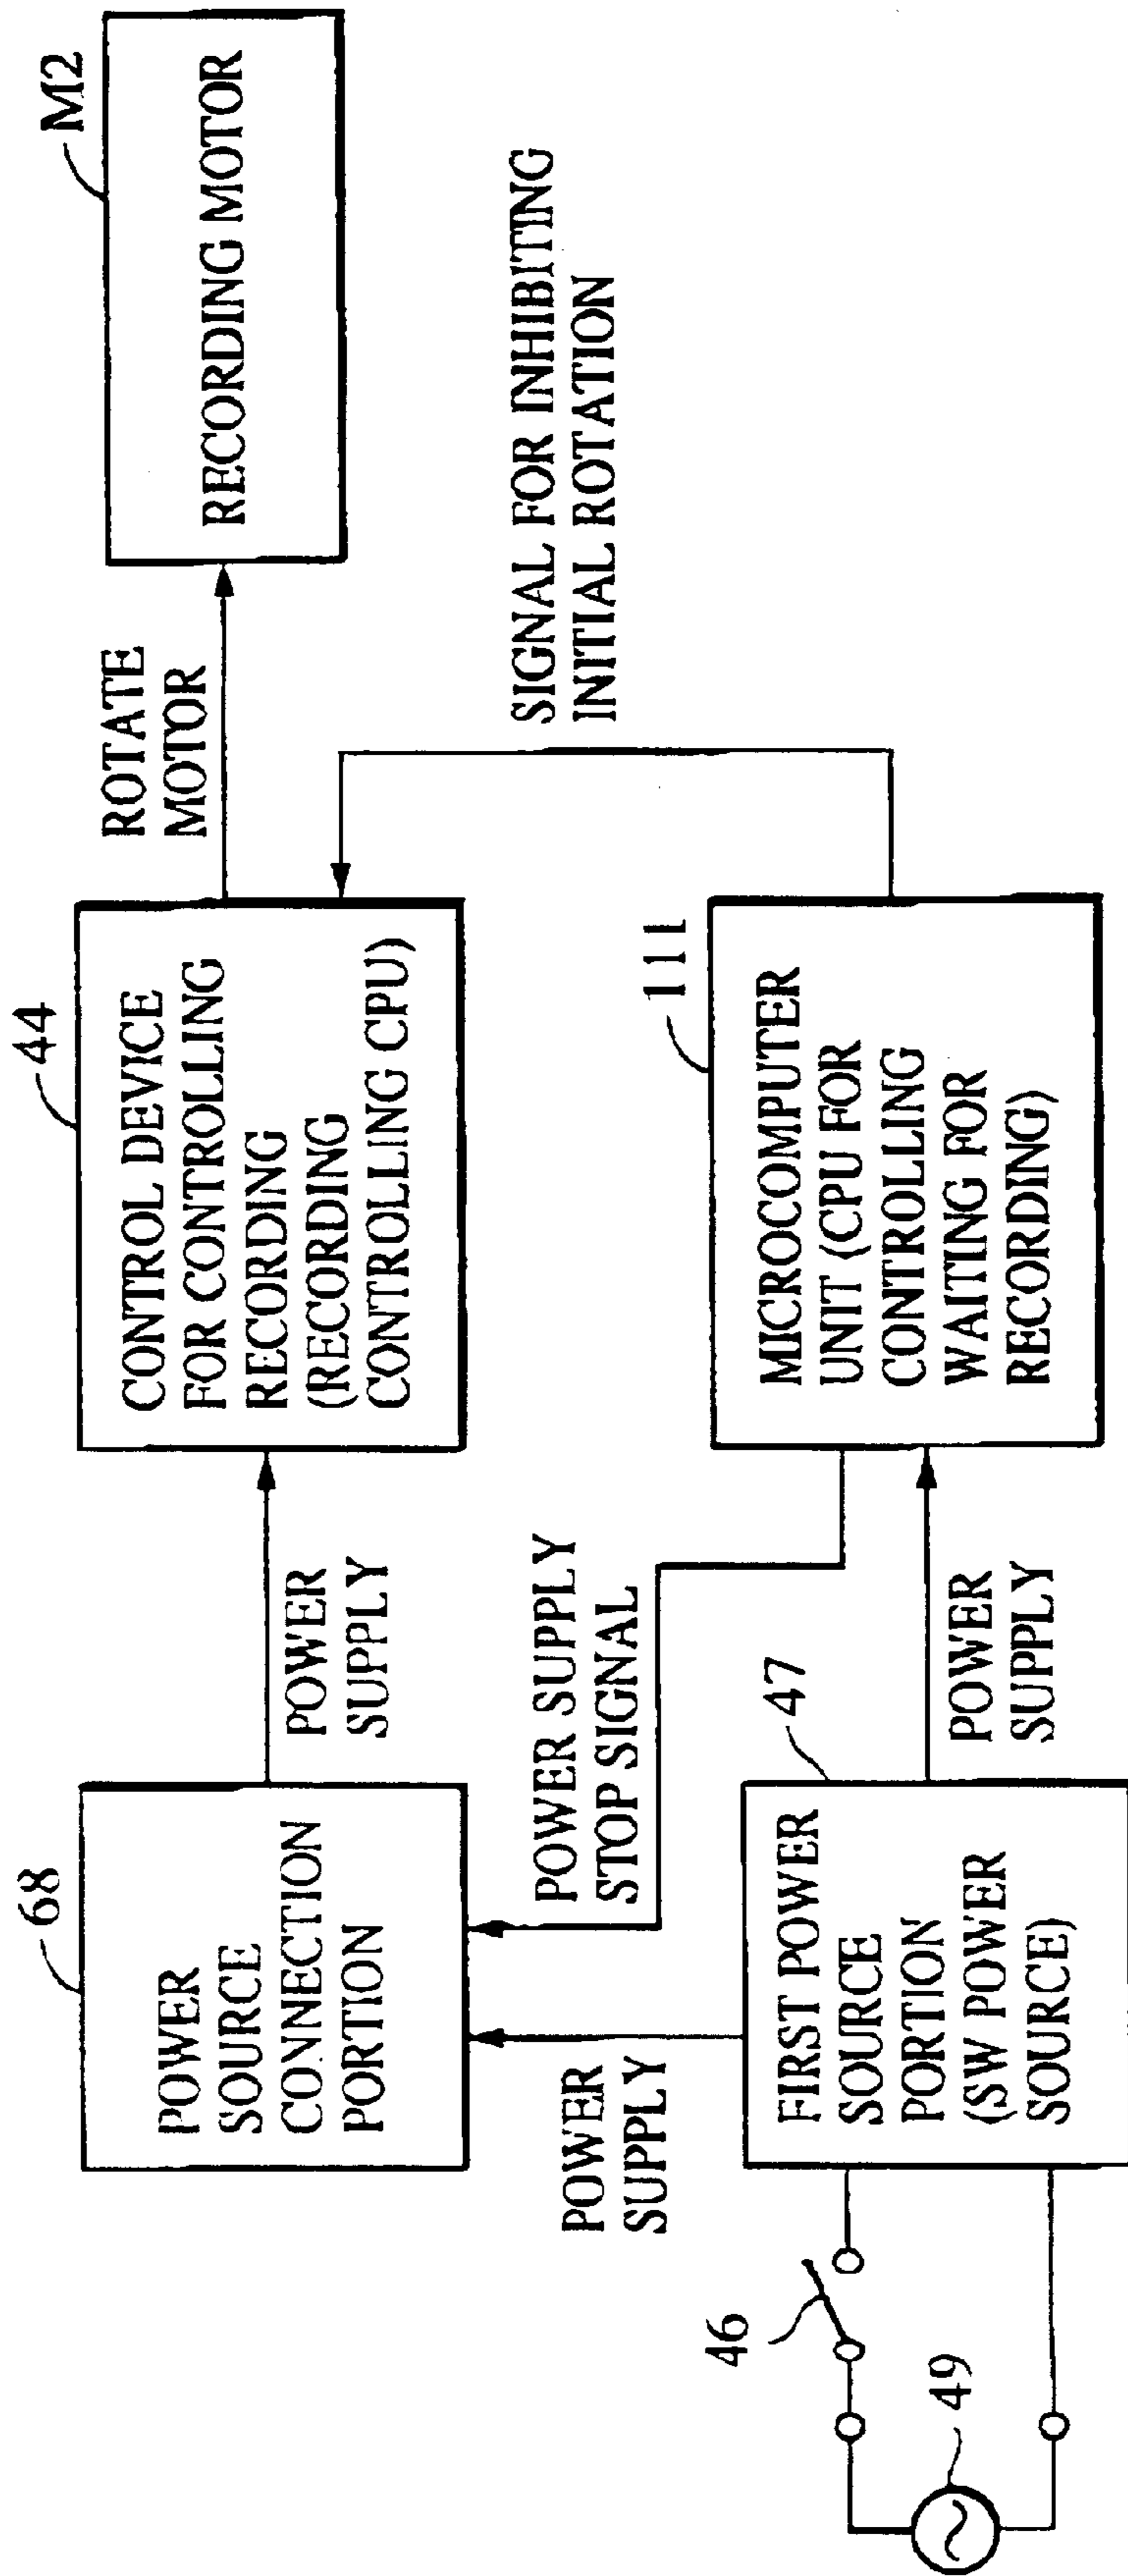 68
POWER
SOURCE
CONNECTION
PORTION
POWER
SUPPLY
44
CONTROL DEVICE
FOR CONTROLLING
RECORDING
(RECORDING
CONTROLLING CPU)
ROTATE
MOTOR
M2
RECORDING MOTOR
POWER
SUPPLY
POWER SUPPLY
STOP SIGNAL
SIGNAL FOR INHIBITING
INITIAL ROTATION
46
49
47
FIRST POWER
SOURCE
PORTION
(SW POWER
SOURCE)
POWER
SUPPLY
111
MICROCOMPUTER
UNIT (CPU FOR
CONTROLLING
WAITING FOR
RECORDING)